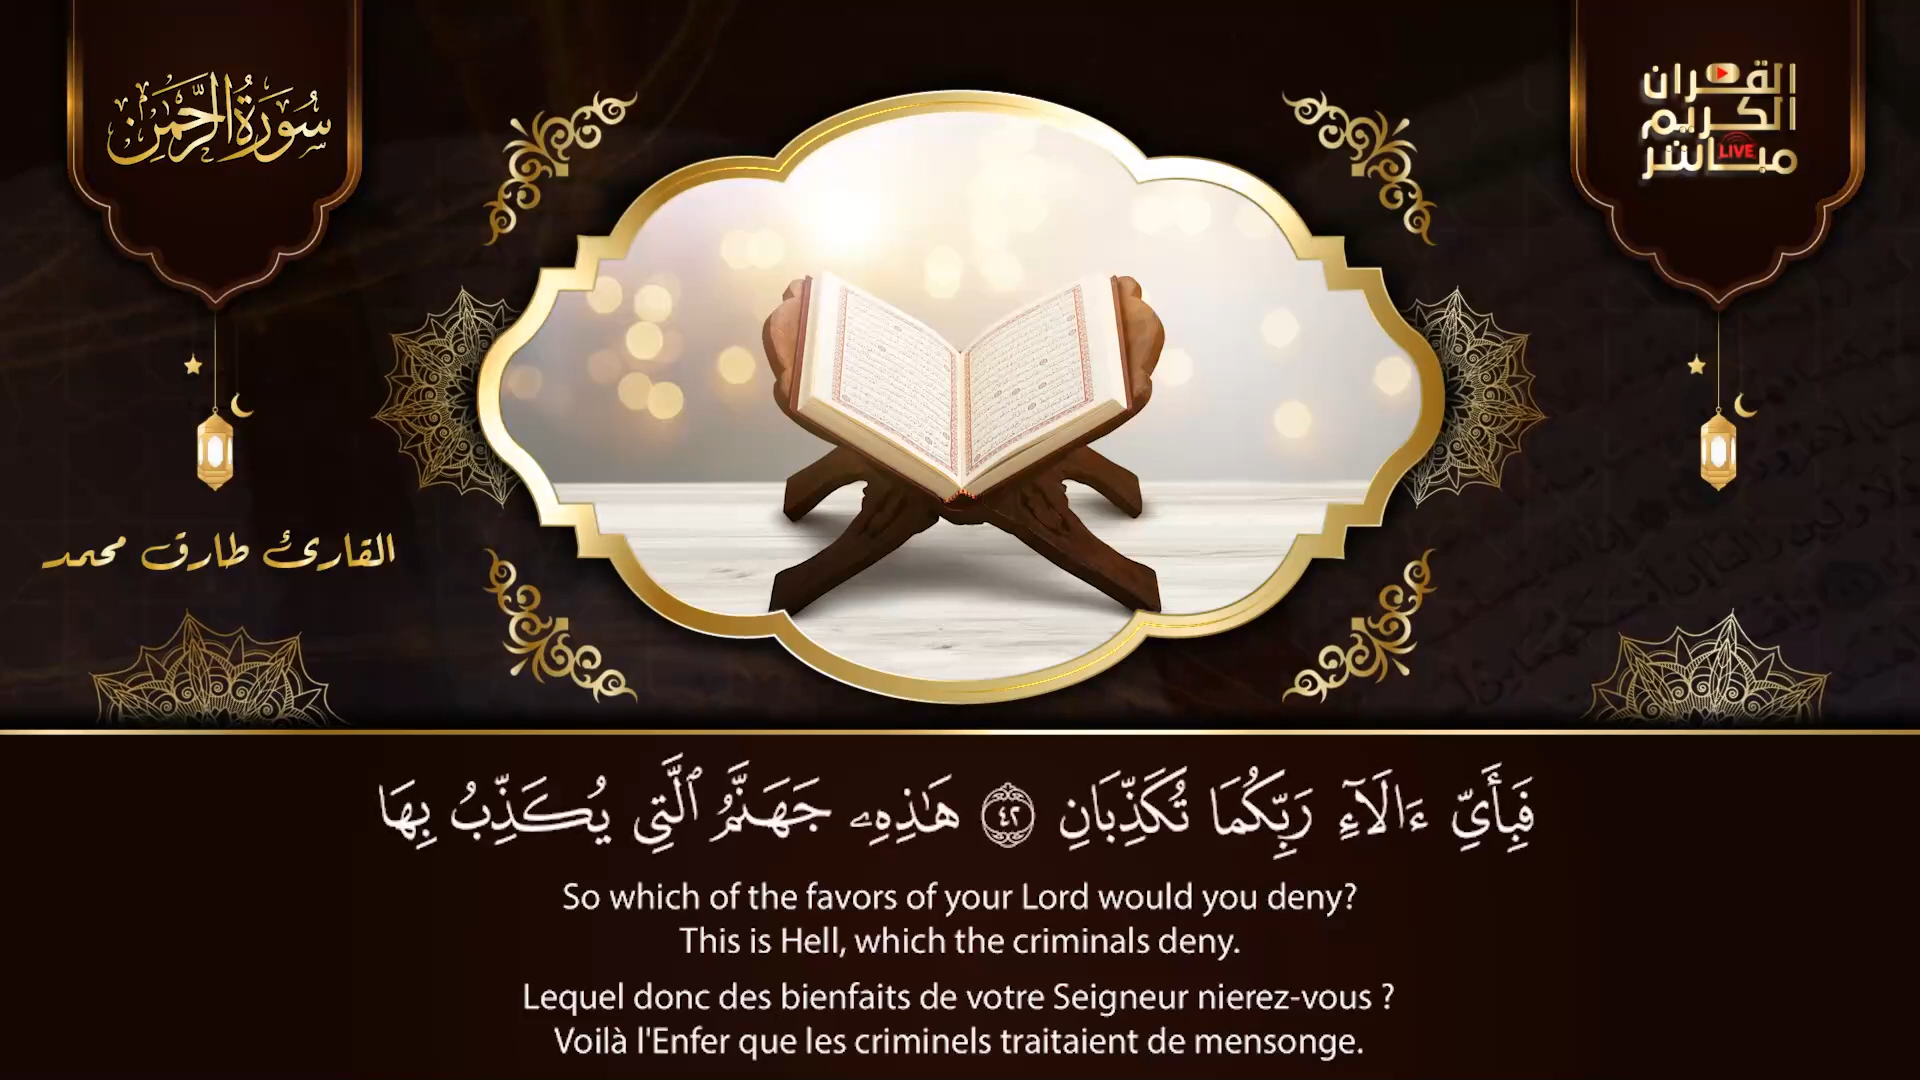 سُورَةُ الرَّحْمَٰنِ
القرآن
الكريم
مباشر
LIVE
القارئ طارق محمد
فَبِأَيِّ ءَالَآءِ رَبِّكُمَا تُكَذِّبَانِ ٤٢ هَٰذِهِۦ جَهَنَّمُ ٱلَّتِي يُكَذِّبُ بِهَا
So which of the favors of your Lord would you deny?
This is Hell, which the criminals deny.
Lequel donc des bienfaits de votre Seigneur nierez-vous ?
Voilà l'Enfer que les criminels traitaient de mensonge.